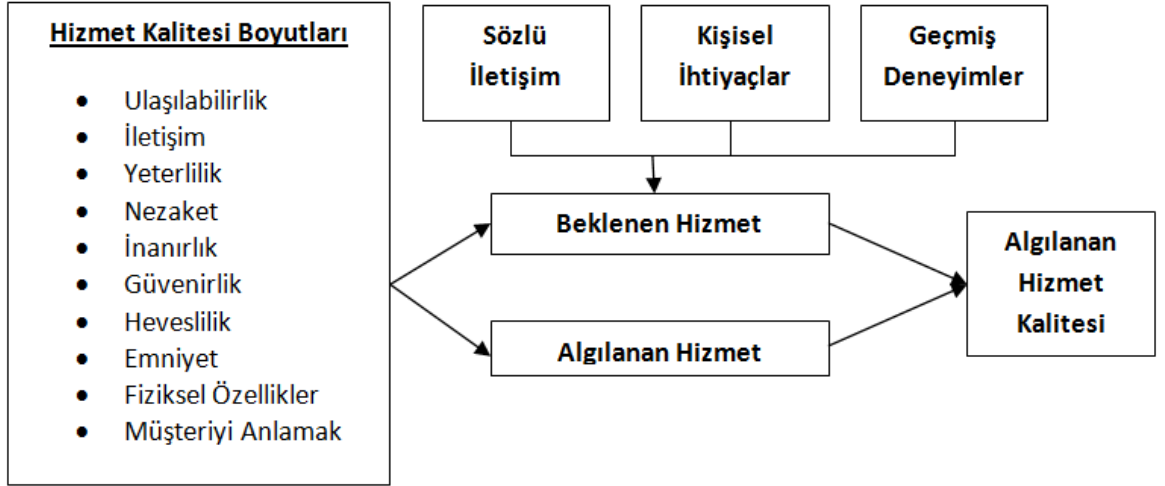 Hizmet Kalitesi Boyutları
• Ulaşılabilirlik
• İletişim
• Yeterlilik
• Nezaket
• İnanırlık
• Güvenirlik
• Heveslilik
• Emniyet
• Fiziksel Özellikler
• Müşteriyi Anlamak
Sözlü
İletişim
Kişisel
İhtiyaçlar
Geçmiş
Deneyimler
Beklenen Hizmet
Algılanan Hizmet
Algılanan
Hizmet
Kalitesi